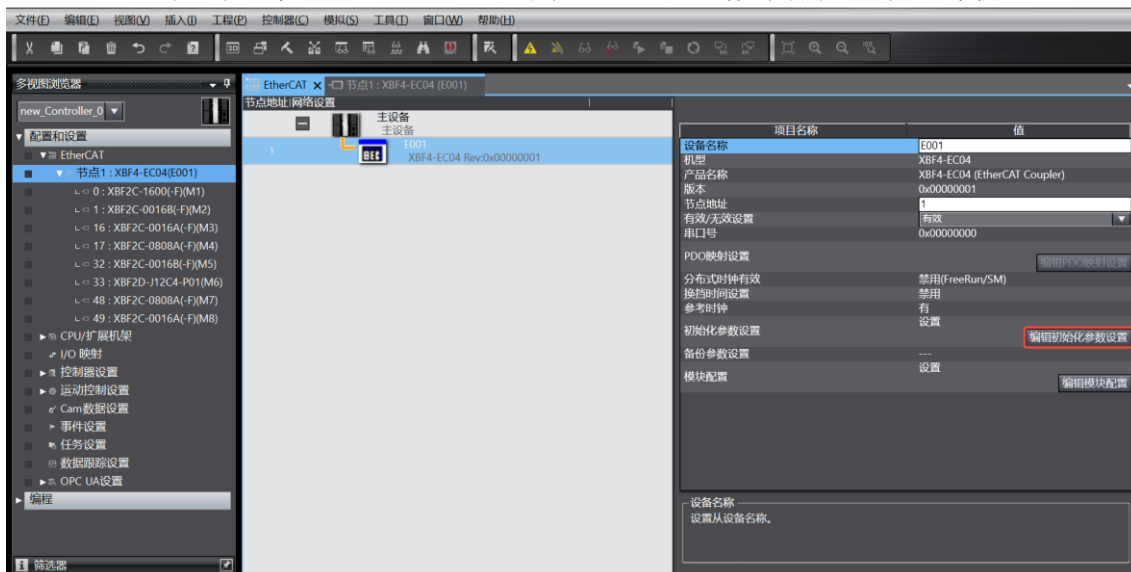 文件(F) 编辑(E) 视图(V) 插入(I) 工程(P) 控制器(C) 模拟(S) 工具(T) 窗口(W) 帮助(H)
多视图浏览器
new_Controller_0
配置和设置
EtherCAT
节点1 : XBF4-EC04(E001)
0 : XBF2C-1600(-F)(M1)
1 : XBF2C-0016B(-F)(M2)
16 : XBF2C-0016A(-F)(M3)
17 : XBF2C-0808A(-F)(M4)
32 : XBF2C-0016B(-F)(M5)
33 : XBF2D-J12C4-P01(M6)
48 : XBF2C-0808A(-F)(M7)
49 : XBF2C-0016A(-F)(M8)
CPU/扩展机架
I/O 映射
控制器设置
运动控制设置
Cam数据设置
事件设置
任务设置
数据跟踪设置
OPC UA设置
编程
筛选器
EtherCAT 节点1 : XBF4-EC04 (E001)
节点地址|网络设置
主设备
主设备
1 E001
XBF4-EC04 Rev:0x00000001
项目名称 值
设备名称 E001
机型 XBF4-EC04
产品名称 XBF4-EC04 (EtherCAT Coupler)
版本 0x00000001
节点地址 1
有效/无效设置 有效
串口号 0x00000000
PDO映射设置 编辑PDO映射设置
分布式时钟有效 禁用(FreeRun/SM)
换挡时间设置 禁用
参考时钟 有
初始化参数设置 设置
编辑初始化参数设置
备份参数设置 ---
模块配置 设置
编辑模块配置
设备名称
设置从设备名称。